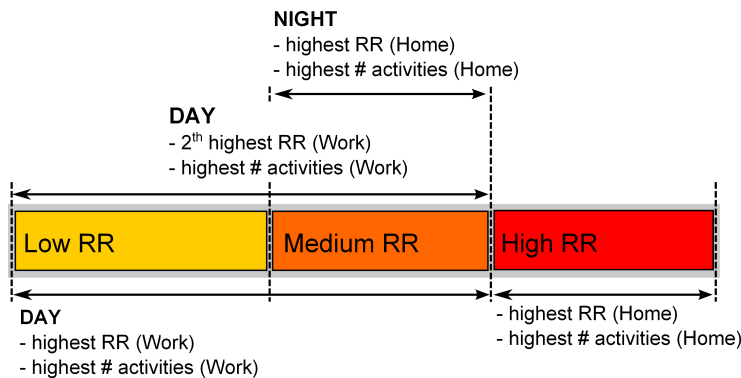 NIGHT
- highest RR (Home)
- highest # activities (Home)
DAY
- 2th highest RR (Work)
- highest # activities (Work)
Low RR
Medium RR
High RR
DAY
- highest RR (Work)
- highest # activities (Work)
- highest RR (Home)
- highest # activities (Home)